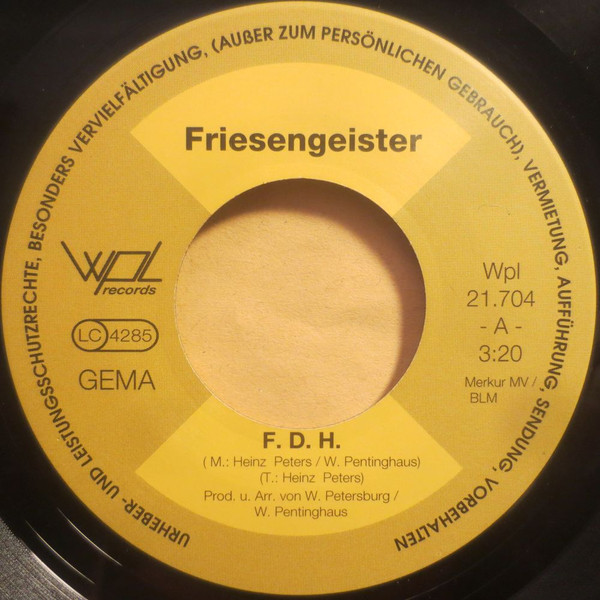 URHEBER- UND LEISTUNGSSCHUTZRECHTE, BESONDERS VERVIELFÄLTIGUNG, (AUßER ZUM PERSÖNLICHEN GEBRAUCH), VERMIETUNG, AUFFÜHRUNG, SENDUNG, VORBEHALTEN
Friesengeister
WPL
records
LC 4285
GEMA
Wpl
21.704
- A -
3:20
Merkur MV /
BLM
F. D. H.
( M.: Heinz Peters / W. Pentinghaus)
(T.: Heinz Peters)
Prod. u. Arr. von W. Petersburg /
W. Pentinghaus